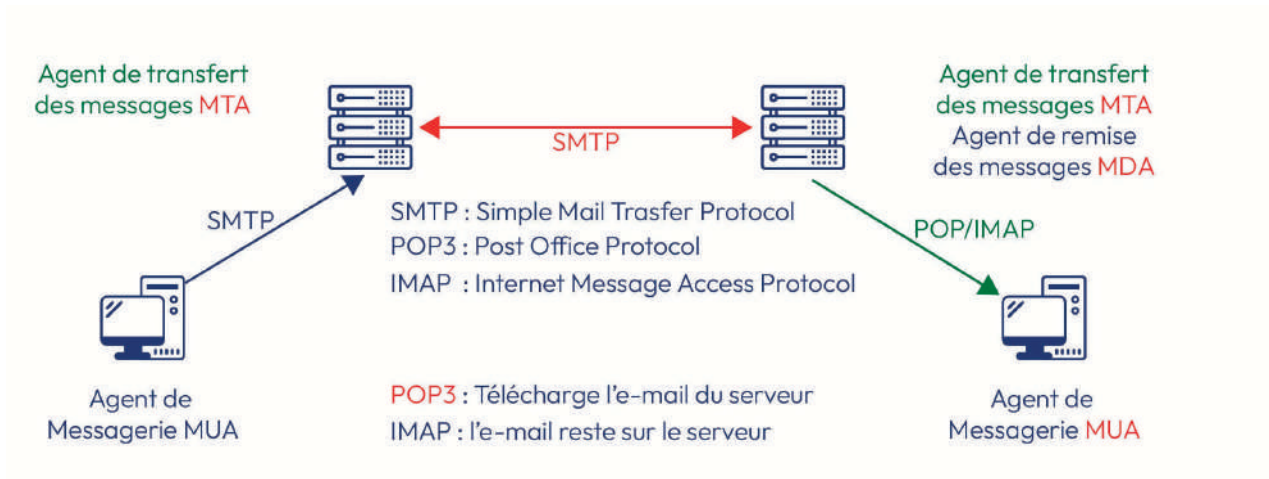 Agent de transfert
des messages MTA
SMTP
Agent de transfert
des messages MTA
Agent de remise
des messages MDA
SMTP
SMTP : Simple Mail Trasfer Protocol
POP3 : Post Office Protocol
IMAP : Internet Message Access Protocol
POP/IMAP
Agent de
Messagerie MUA
POP3 : Télécharge l'e-mail du serveur
IMAP : l'e-mail reste sur le serveur
Agent de
Messagerie MUA